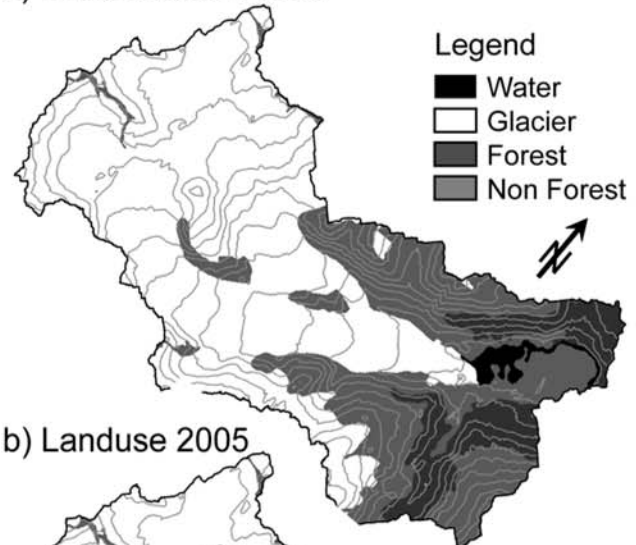 Legend
Water
Glacier
Forest
Non Forest
b) Landuse 2005